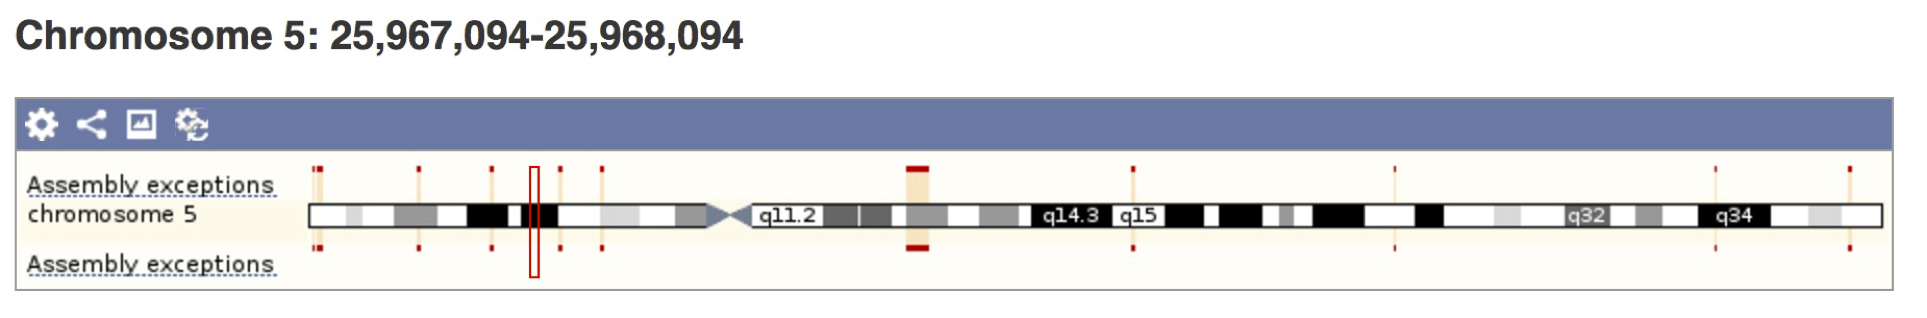 Chromosome 5: 25,967,094-25,968,094
Assembly exceptions
chromosome 5 q11.2 q14.3 q15 q32 q34
Assembly exceptions